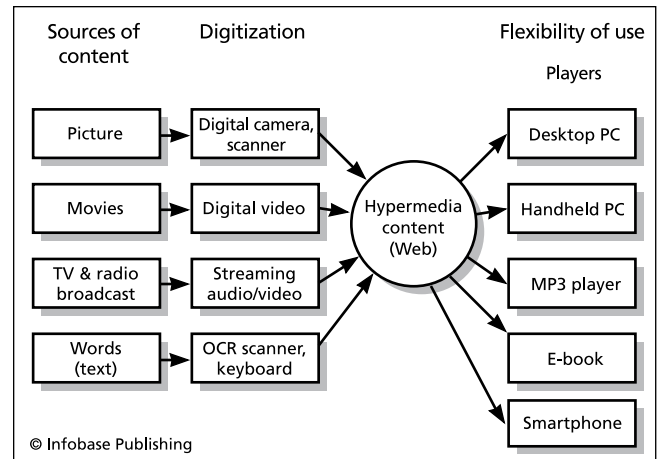 Sources of
content
Digitization
Flexibility of use
Players
Picture
Digital camera,
scanner
Desktop PC
Movies
Digital video
Hypermedia
content
(Web)
Handheld PC
TV & radio
broadcast
Streaming
audio/video
MP3 player
Words
(text)
OCR scanner,
keyboard
E-book
Smartphone
© Infobase Publishing